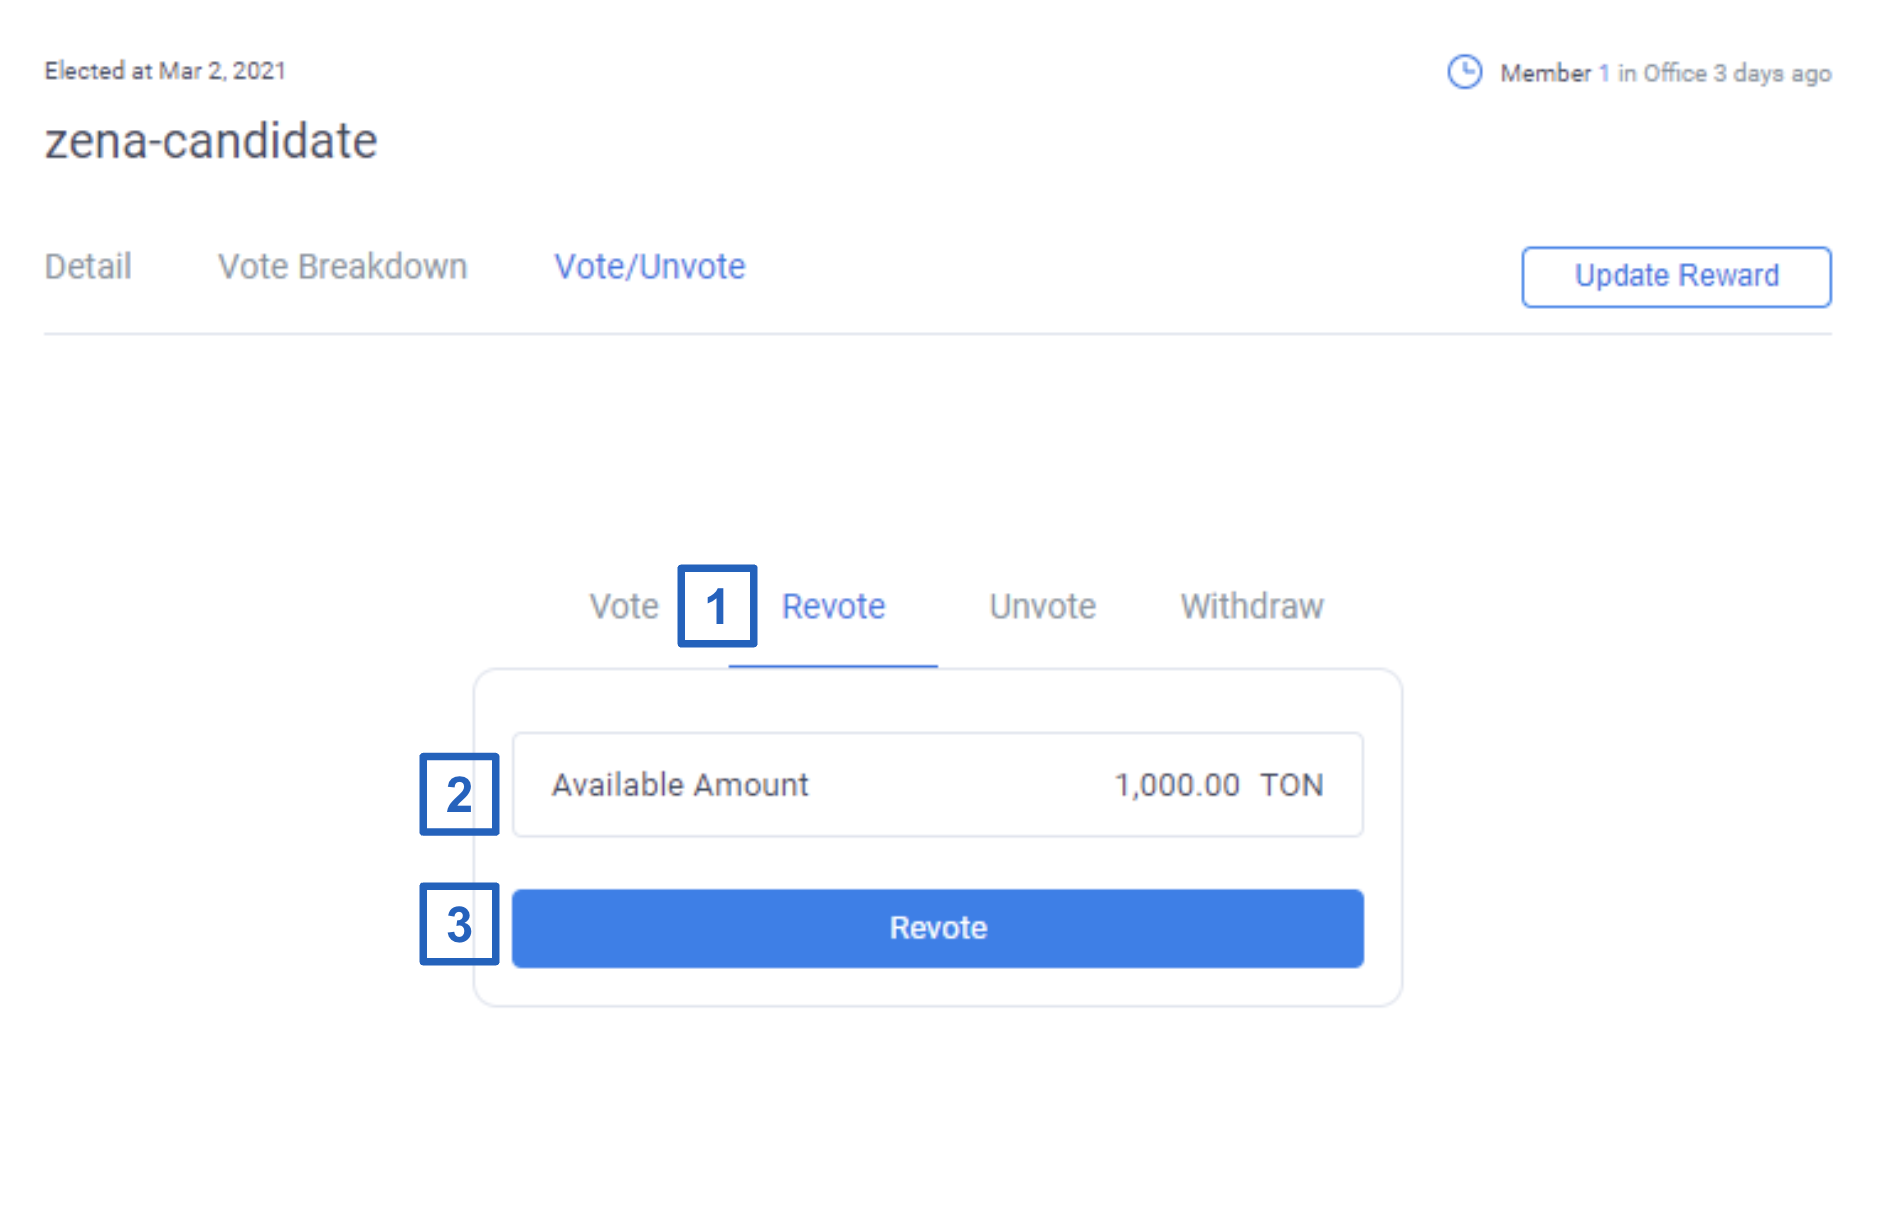 Elected at Mar 2, 2021
Member 1 in Office 3 days ago
zena-candidate
Detail Vote Breakdown Vote/Unvote
Update Reward
Vote 1 Revote Unvote Withdraw
2 Available Amount 1,000.00 TON
3 Revote